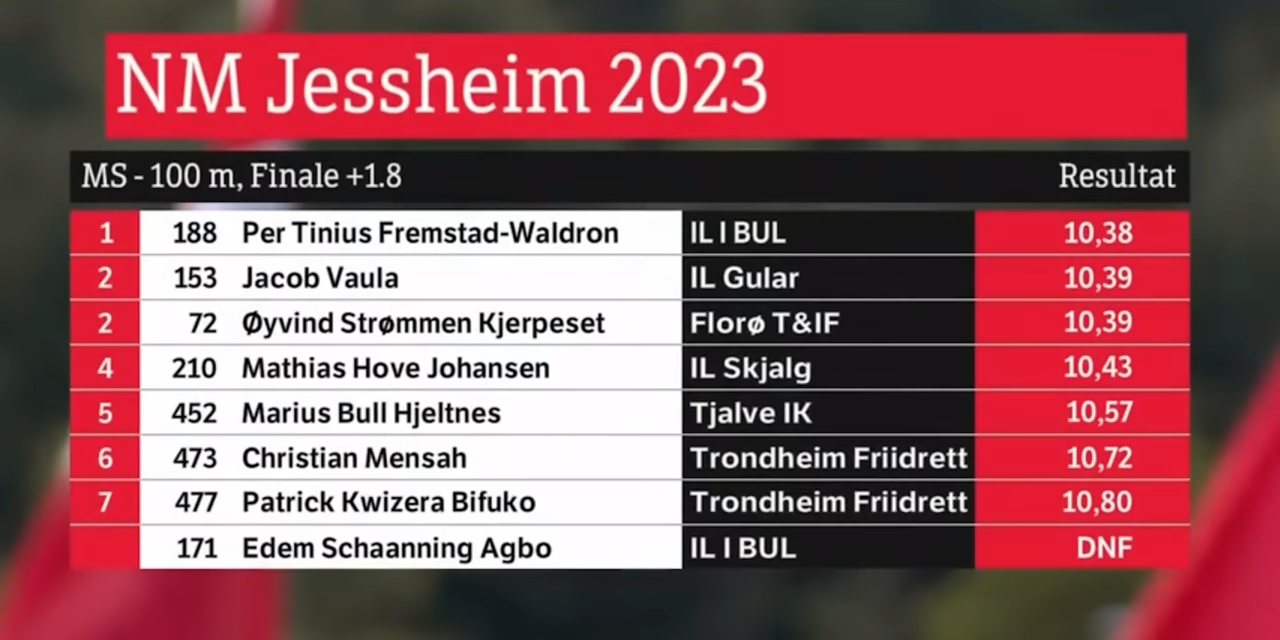 NM Jessheim 2023
MS - 100 m, Finale +1.8 Resultat
1 188 Per Tinius Fremstad-Waldron IL I BUL 10,38
2 153 Jacob Vaula IL Gular 10,39
2 72 Øyvind Strømmen Kjerpeset Florø T&IF 10,39
4 210 Mathias Hove Johansen IL Skjalg 10,43
5 452 Marius Bull Hjeltnes Tjalve IK 10,57
6 473 Christian Mensah Trondheim Friidrett 10,72
7 477 Patrick Kwizera Bifuko Trondheim Friidrett 10,80
171 Edem Schaanning Agbo IL I BUL DNF